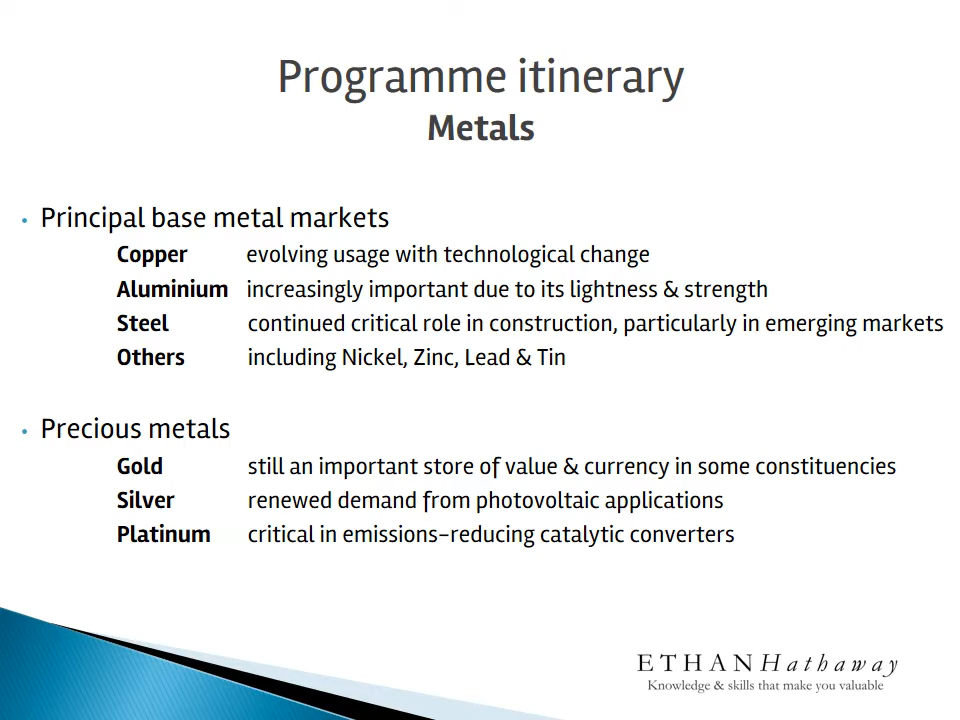 Programme itinerary
Metals
• Principal base metal markets
Copper evolving usage with technological change
Aluminium increasingly important due to its lightness & strength
Steel continued critical role in construction, particularly in emerging markets
Others including Nickel, Zinc, Lead & Tin
• Precious metals
Gold still an important store of value & currency in some constituencies
Silver renewed demand from photovoltaic applications
Platinum critical in emissions-reducing catalytic converters
ETHANHathaway
Knowledge & skills that make you valuable